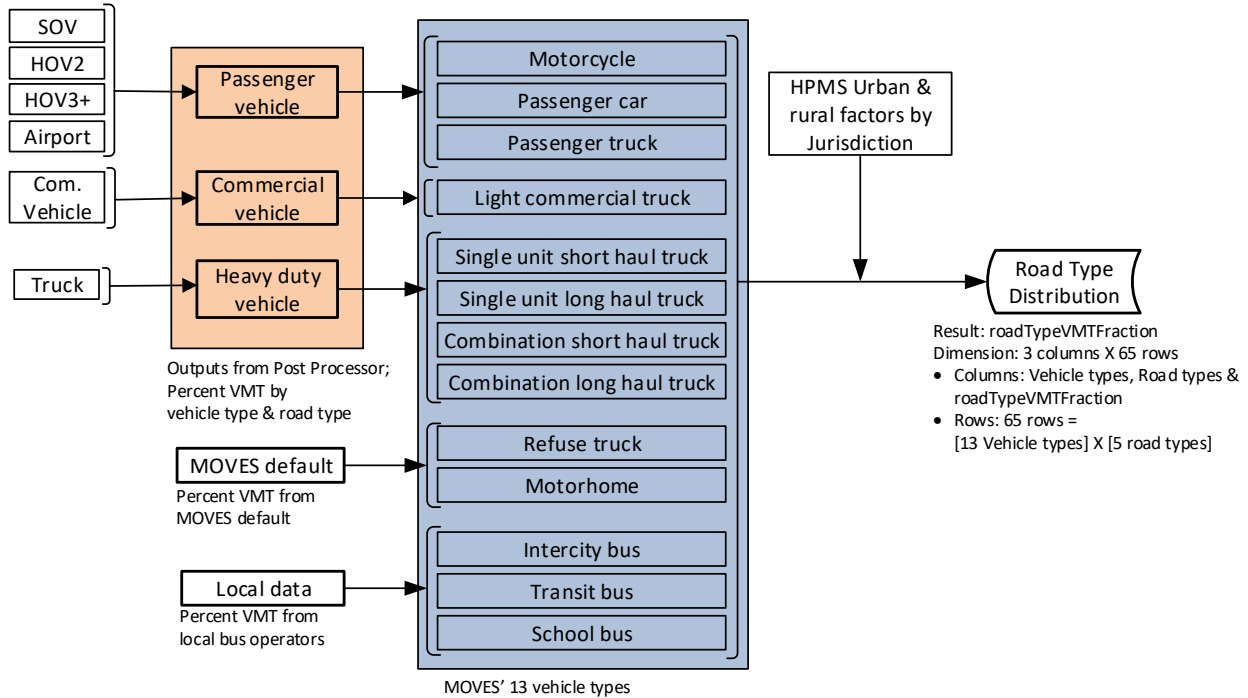 SOV
HOV2
HOV3+
Airport
Com.
Vehicle
Truck
Passenger
vehicle
Commercial
vehicle
Heavy duty
vehicle
Outputs from Post Processor;
Percent VMT by
vehicle type & road type
MOVES default
Percent VMT from
MOVES default
Local data
Percent VMT from
local bus operators
Motorcycle
Passenger car
Passenger truck
Light commercial truck
Single unit short haul truck
Single unit long haul truck
Combination short haul truck
Combination long haul truck
Refuse truck
Motorhome
Intercity bus
Transit bus
School bus
MOVES' 13 vehicle types
HPMS Urban &
rural factors by
Jurisdiction
Road Type
Distribution
Result: roadTypeVMTFraction
Dimension: 3 columns X 65 rows
• Columns: Vehicle types, Road types &
roadTypeVMTFraction
• Rows: 65 rows =
[13 Vehicle types] X [5 road types]